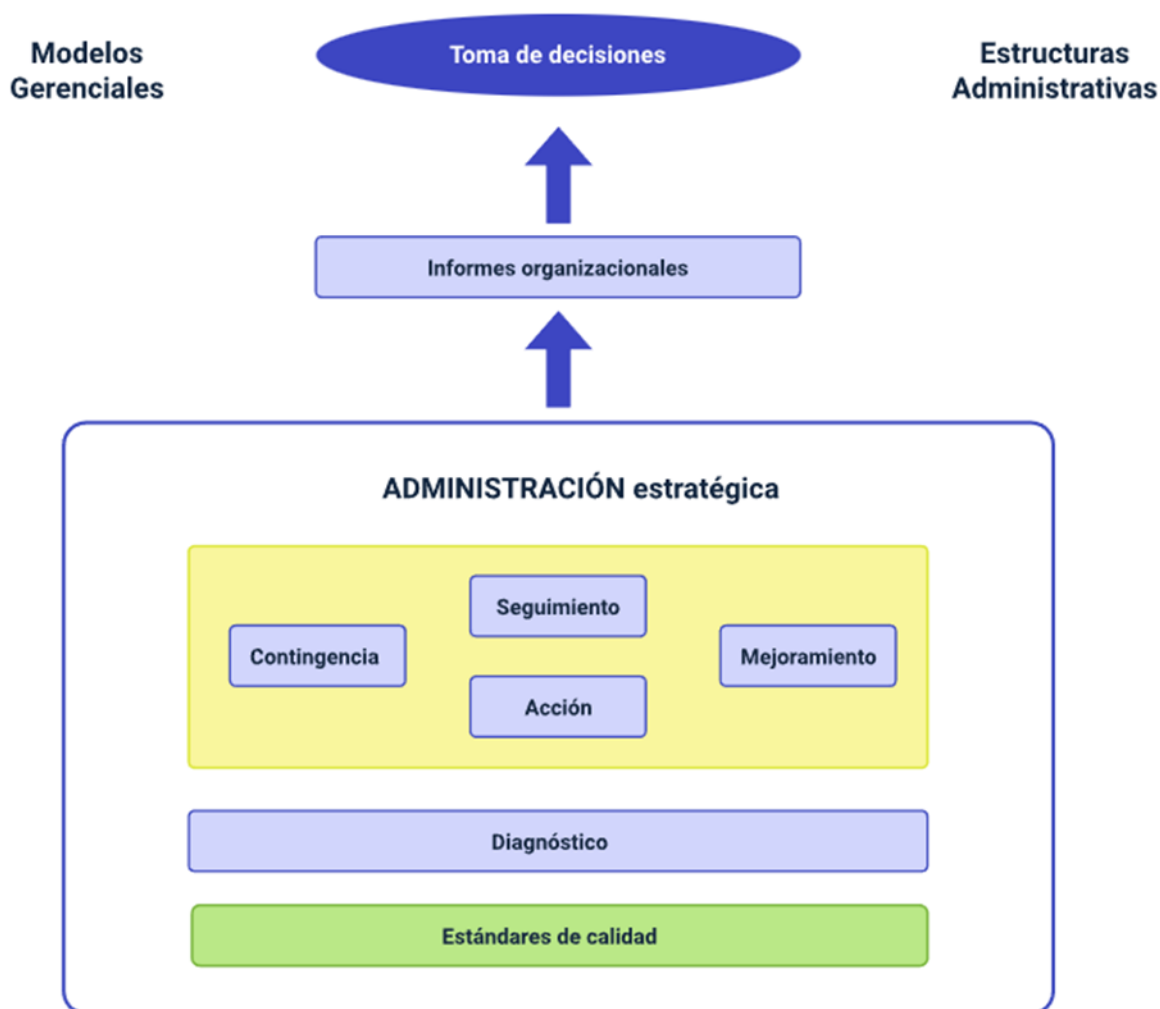 Modelos
Gerenciales
Toma de decisiones
Estructuras
Administrativas
Informes organizacionales
ADMINISTRACIÓN estratégica
Seguimiento
Contingencia
Mejoramiento
Acción
Diagnóstico
Estándares de calidad